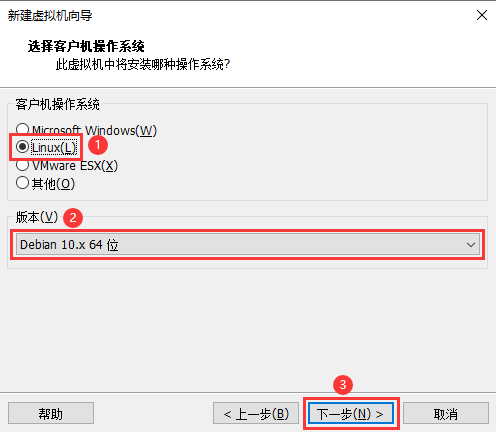 新建虚拟机向导
选择客户机操作系统
此虚拟机中将安装哪种操作系统?
客户机操作系统
Microsoft Windows(W)
Linux(L)
1
VMware ESX(X)
其他(O)
版本(V)
2
Debian 10.x 64 位
3
帮助
< 上一步(B)
下一步(N) >
取消